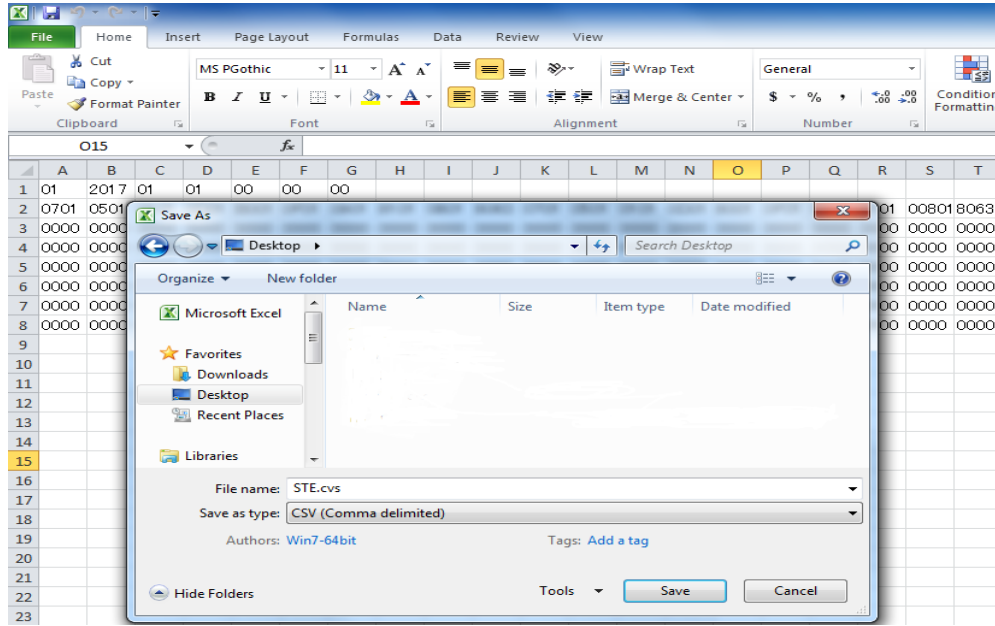 File Home Insert Page Layout Formulas Data Review View
Cut
Copy
Paste
Format Painter
MS PGothic 11 A A
B I U A
Wrap Text
Merge & Center
General
$ % , .00 .0
Condition
Formattin
Clipboard Font Alignment Number
O15 fx
A B C D E F G H I J K L M N O P Q R S T
1 01 2017 01 01 00 00 00
2 0701 0501 01 00801 8063
3 0000 0000 00 0000 0000
4 0000 0000 00 0000 0000
5 0000 0000 00 0000 0000
6 0000 0000 00 0000 0000
7 0000 0000 00 0000 0000
8 0000 0000 00 0000 0000
9
10
11
12
13
14
15
16
17
18
19
20
21
22
23
Save As
Desktop
Search Desktop
Organize New folder
Microsoft Excel
Favorites
Downloads
Desktop
Recent Places
Libraries
Name Size Item type Date modified
File name: STE.cvs
Save as type: CSV (Comma delimited)
Authors: Win7-64bit Tags: Add a tag
Hide Folders
Tools Save Cancel